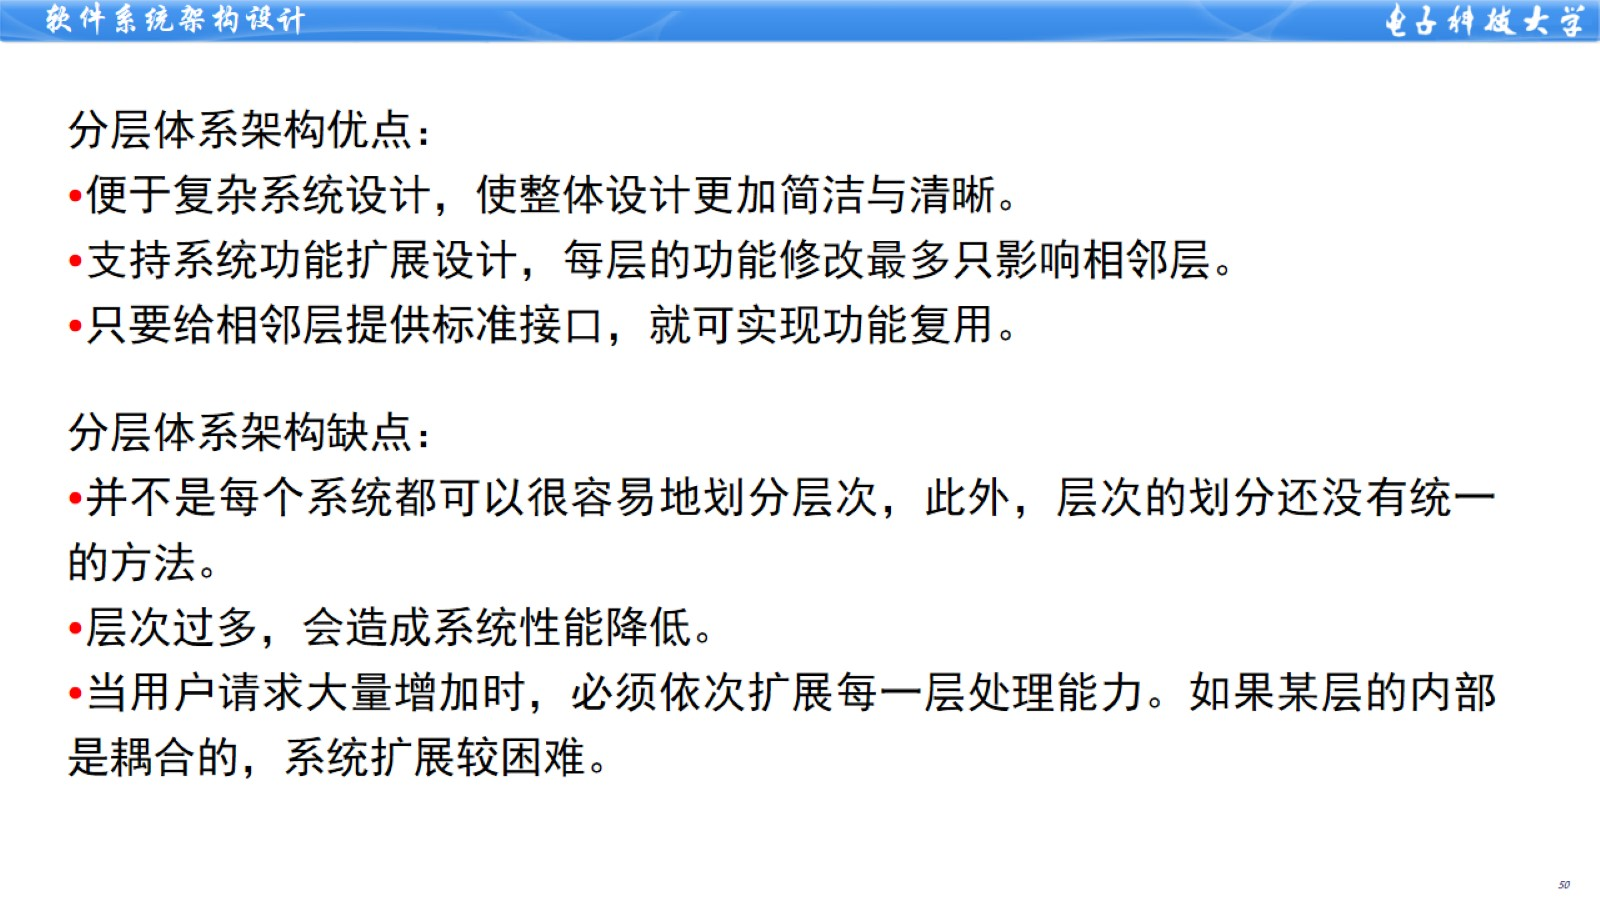 软件系统架构设计
电子科技大学
分层体系架构优点：
•便于复杂系统设计，使整体设计更加简洁与清晰。
•支持系统功能扩展设计，每层的功能修改最多只影响相邻层。
•只要给相邻层提供标准接口，就可实现功能复用。
分层体系架构缺点：
•并不是每个系统都可以很容易地划分层次，此外，层次的划分还没有统一
的方法。
•层次过多，会造成系统性能降低。
•当用户请求大量增加时，必须依次扩展每一层处理能力。如果某层的内部
是耦合的，系统扩展较困难。
50